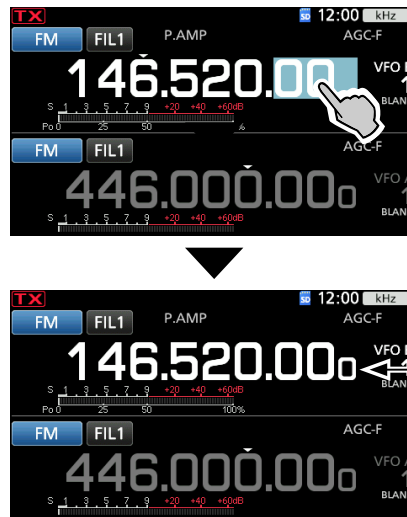 TX SD 12:00 kHz
FM FIL1 P.AMP AGC-F
146.520.00 VFO
S 1 3 5 7 9 +20 +40 +60dB BLAN
Po 0 25 50 %
FM FIL1 AGC-F
446.000.000 VFO
S 1 3 5 7 9 +20 +40 +60dB BLAN
TX SD 12:00 kHz
FM FIL1 P.AMP AGC-F
146.520.000 VFO
S 1 3 5 7 9 +20 +40 +60dB BLAN
Po 0 25 50 100%
FM FIL1 AGC-F
446.000.000 VFO
S 1 3 5 7 9 +20 +40 +60dB BLAN